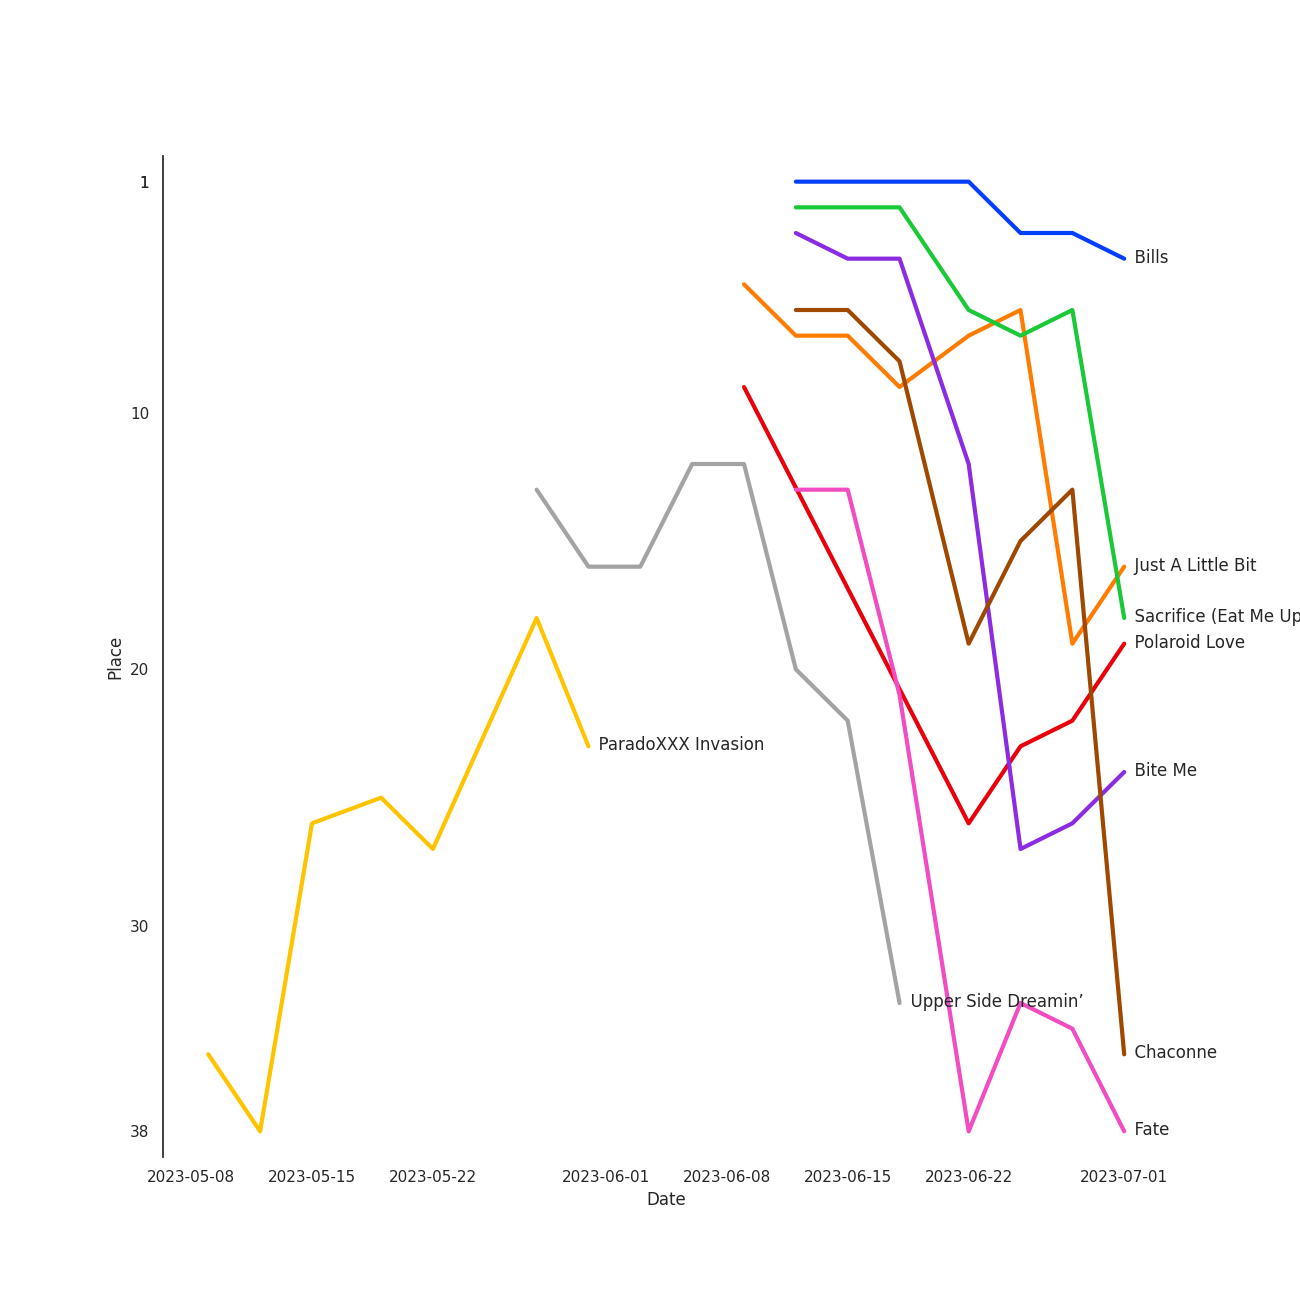 1
Bills
10
Just A Little Bit
Sacrifice (Eat Me Up
Polaroid Love
20
Place
ParadoXXX Invasion
Bite Me
30
Upper Side Dreamin’
Chaconne
38
Fate
2023-05-08 2023-05-15 2023-05-22 2023-06-01 2023-06-08 2023-06-15 2023-06-22 2023-07-01
Date